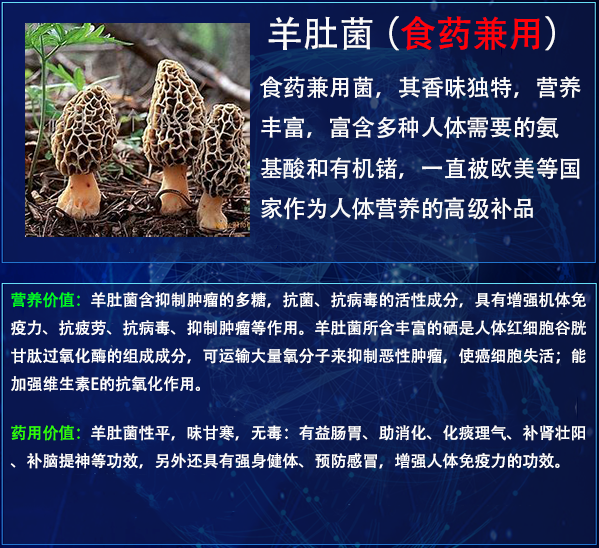 羊肚菌（食药兼用）
食药兼用菌，其香味独特，营养
丰富，富含多种人体需要的氨
基酸和有机锗，一直被欧美等国
家作为人体营养的高级补品
营养价值：羊肚菌含抑制肿瘤的多糖，抗菌、抗病毒的活性成分，具有增强机体免
疫力、抗疲劳、抗病毒、抑制肿瘤等作用。羊肚菌所含丰富的硒是人体红细胞谷胱
甘肽过氧化酶的组成成分，可运输大量氧分子来抑制恶性肿瘤，使癌细胞失活；能
加强维生素E的抗氧化作用。
药用价值：羊肚菌性平，味甘寒，无毒：有益肠胃、助消化、化痰理气、补肾壮阳
、补脑提神等功效，另外还具有强身健体、预防感冒，增强人体免疫力的功效。